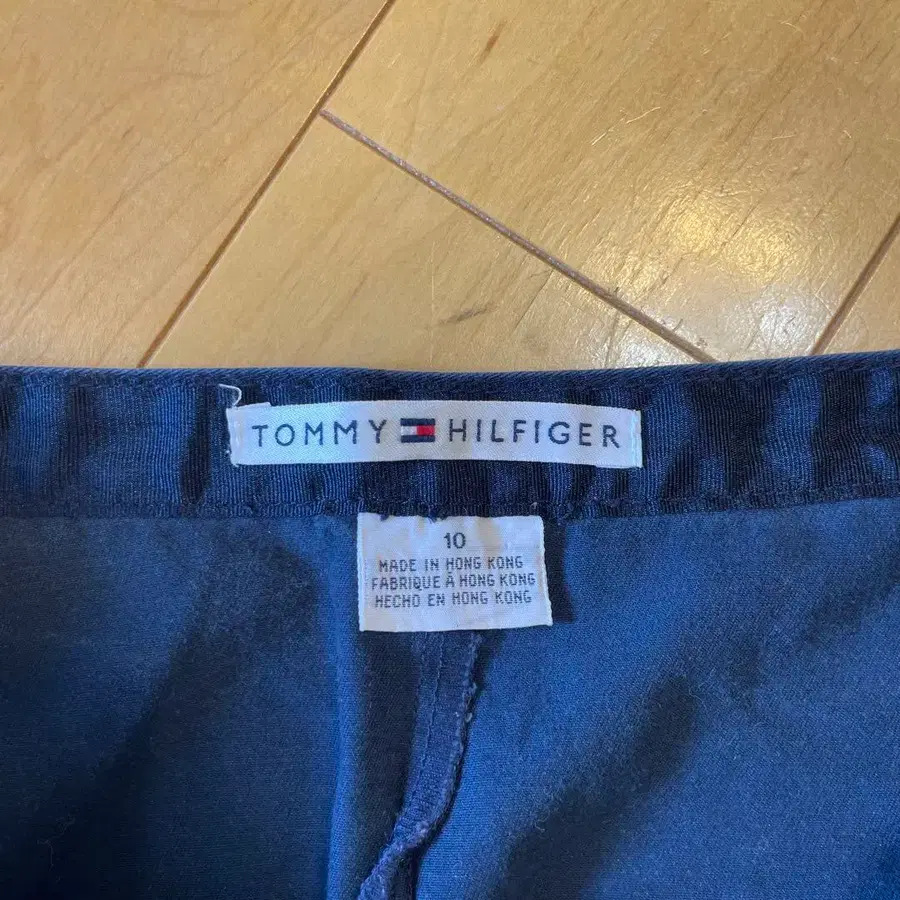 TOMMY HILFIGER
10
MADE IN HONG KONG
FABRIQUE À HONG KONG
HECHO EN HONG KONG